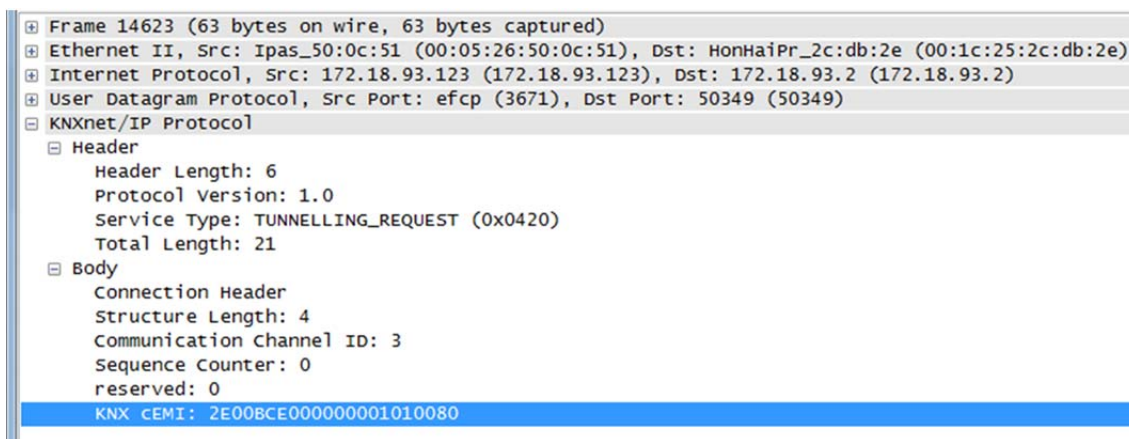 Frame 14623 (63 bytes on wire, 63 bytes captured)
Ethernet II, Src: Ipas_50:0c:51 (00:05:26:50:0c:51), Dst: HonHaiPr_2c:db:2e (00:1c:25:2c:db:2e)
Internet Protocol, Src: 172.18.93.123 (172.18.93.123), Dst: 172.18.93.2 (172.18.93.2)
User Datagram Protocol, Src Port: efcp (3671), Dst Port: 50349 (50349)
KNXnet/IP Protocol
Header
Header Length: 6
Protocol Version: 1.0
Service Type: TUNNELLING_REQUEST (0x0420)
Total Length: 21
Body
Connection Header
Structure Length: 4
Communication Channel ID: 3
Sequence Counter: 0
reserved: 0
KNX cEMI: 2E00BCE000000001010080